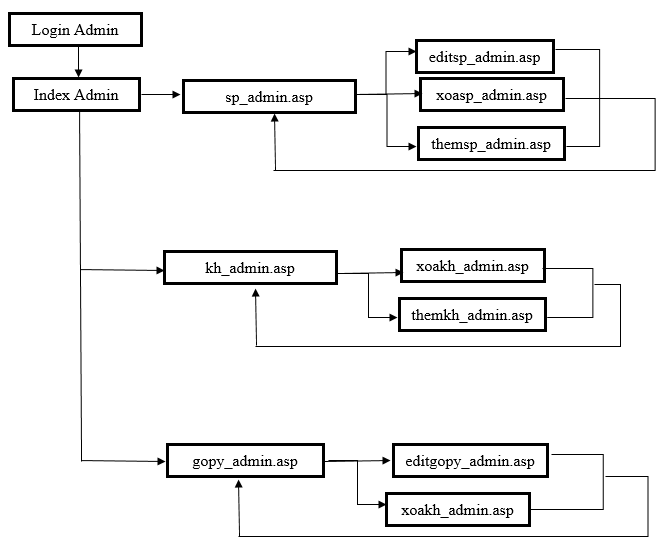 Login Admin
Index Admin
sp_admin.asp
editsp_admin.asp
xoasp_admin.asp
themsp_admin.asp
kh_admin.asp
xoakh_admin.asp
themkh_admin.asp
gopy_admin.asp
editgopy_admin.asp
xoakh_admin.asp